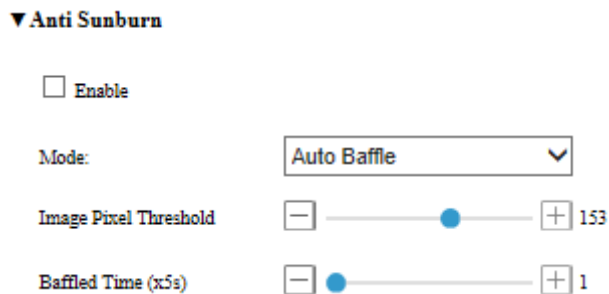 ▼Anti Sunburn
Enable
Mode: Auto Baffle
Image Pixel Threshold 153
Baffled Time (x5s) 1